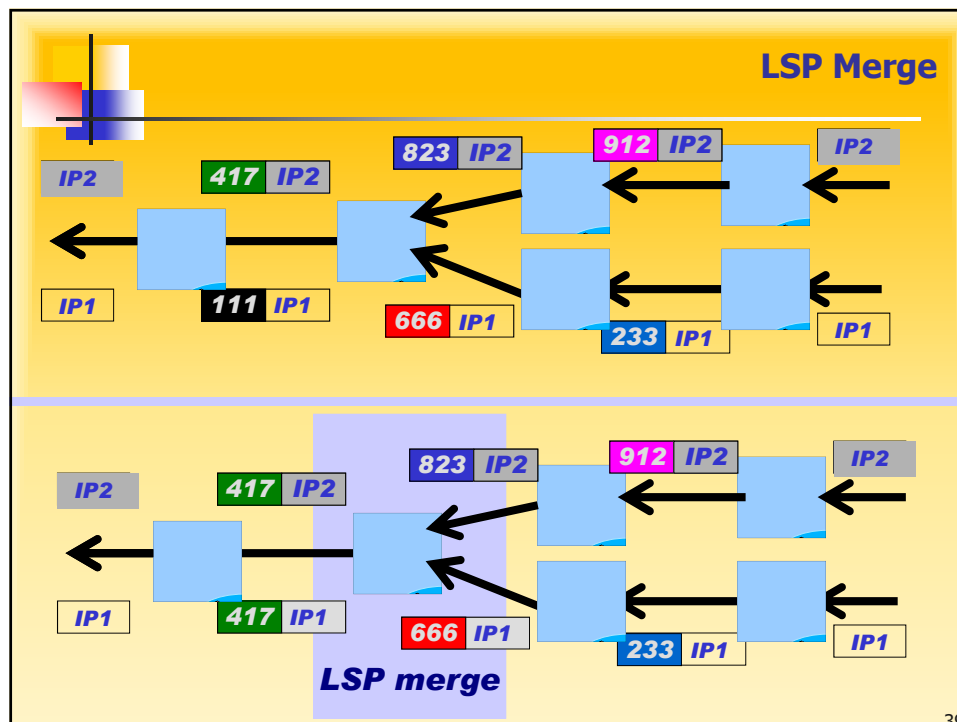 LSP Merge
823 IP2
912 IP2
IP2
IP2
417 IP2
IP1
111 IP1
666 IP1
233 IP1
IP1
823 IP2
912 IP2
IP2
IP2
417 IP2
IP1
417 IP1
666 IP1
233 IP1
IP1
LSP merge